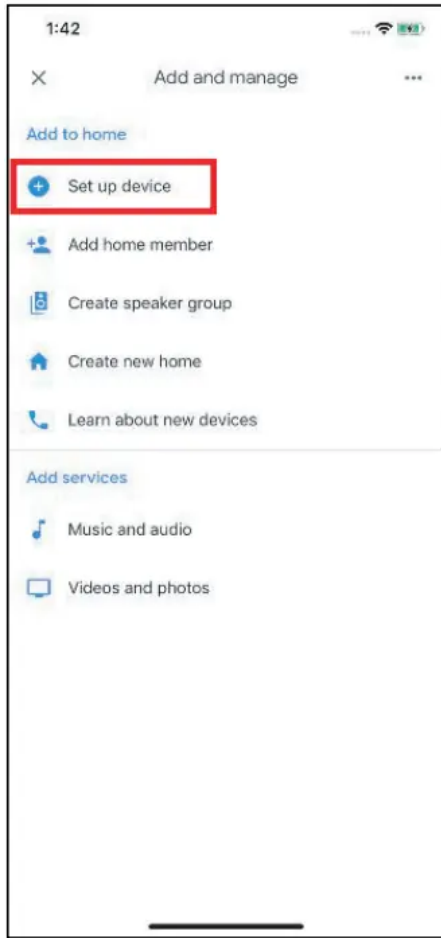 1:42
Add and manage
Add to home
Set up device
Add home member
Create speaker group
Create new home
Learn about new devices
Add services
Music and audio
Videos and photos